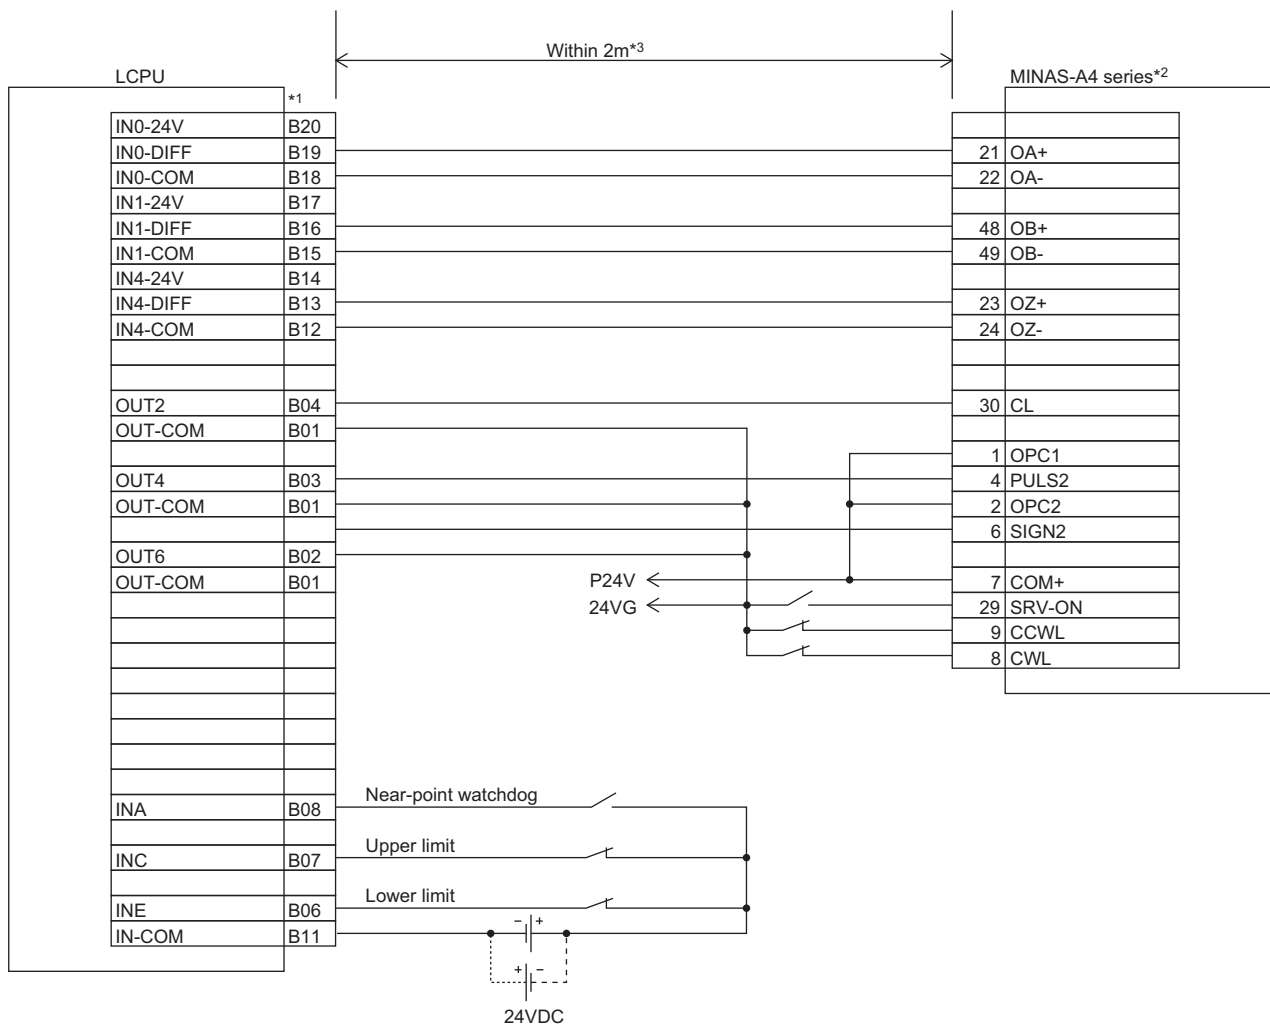 Within 2m*3
LCPU
MINAS-A4 series*2
*1
IN0-24V B20
IN0-DIFF B19 21 OA+
IN0-COM B18 22 OA-
IN1-24V B17
IN1-DIFF B16 48 OB+
IN1-COM B15 49 OB-
IN4-24V B14
IN4-DIFF B13 23 OZ+
IN4-COM B12 24 OZ-
OUT2 B04 30 CL
OUT-COM B01
1 OPC1
OUT4 B03 4 PULS2
OUT-COM B01 2 OPC2
6 SIGN2
OUT6 B02
OUT-COM B01 P24V 7 COM+
24VG 29 SRV-ON
9 CCWL
8 CWL
Near-point watchdog
INA B08
Upper limit
INC B07
Lower limit
INE B06
- +
IN-COM B11
+ -
24VDC